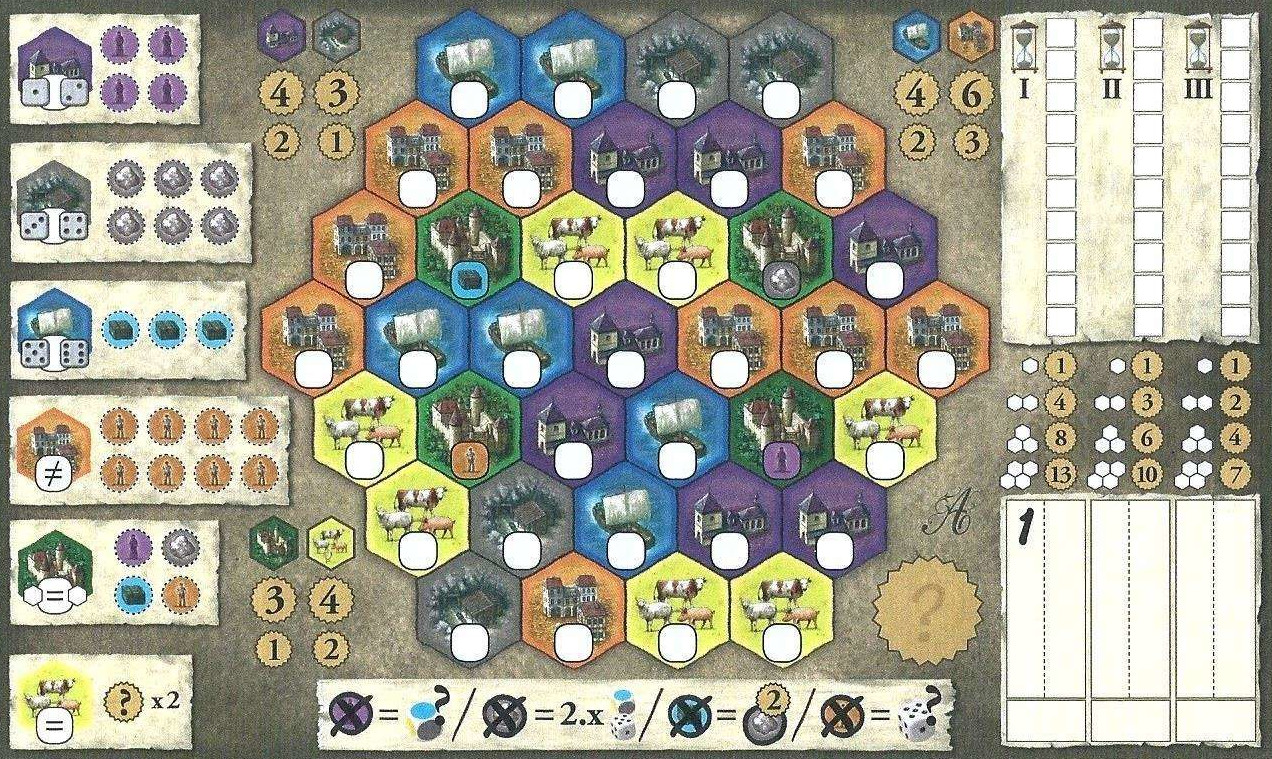 4 3
2 1
4 6
2 3
I II III
1 1 1
4 3 2
8 6 4
13 10 7
≠
A
1
=
3 4
1 2
?
? x2
=
= ? / = 2.x / = 2 / = ?